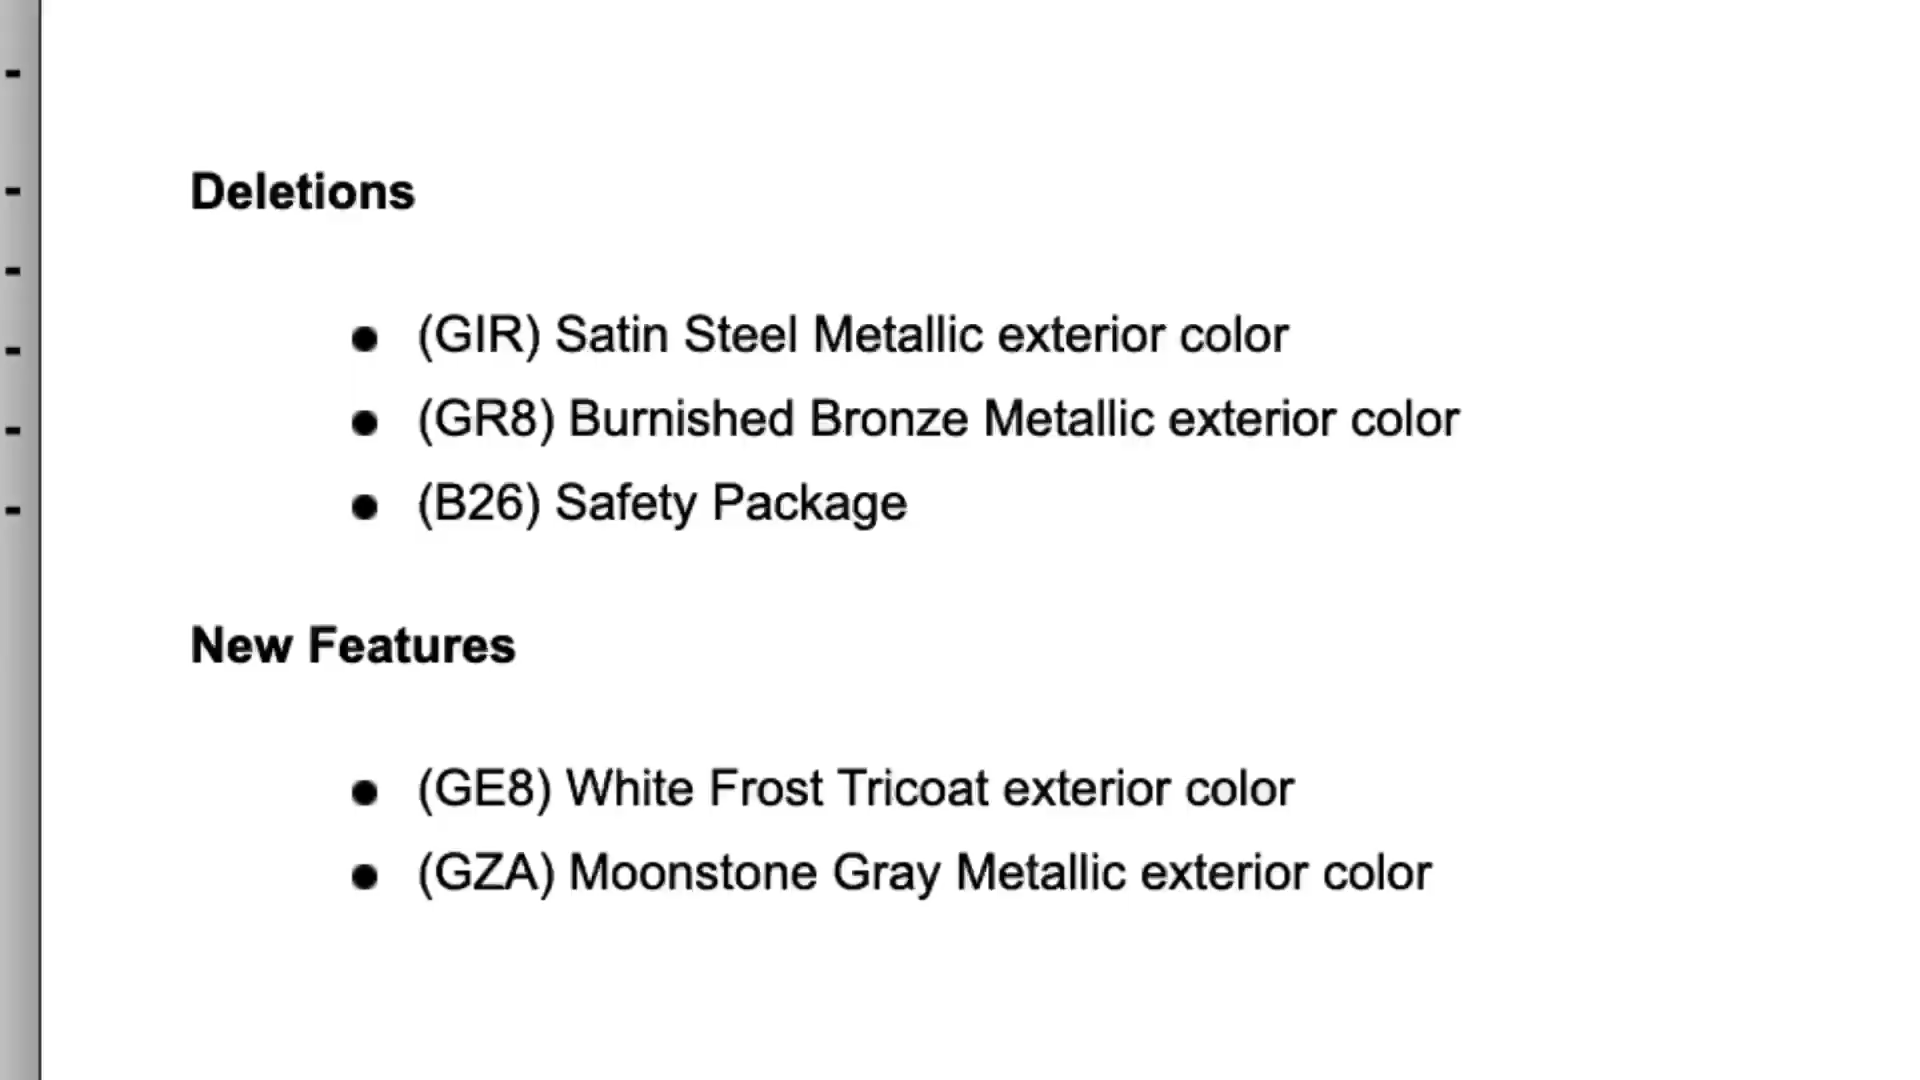 Deletions
● (GIR) Satin Steel Metallic exterior color
● (GR8) Burnished Bronze Metallic exterior color
● (B26) Safety Package
New Features
● (GE8) White Frost Tricoat exterior color
● (GZA) Moonstone Gray Metallic exterior color